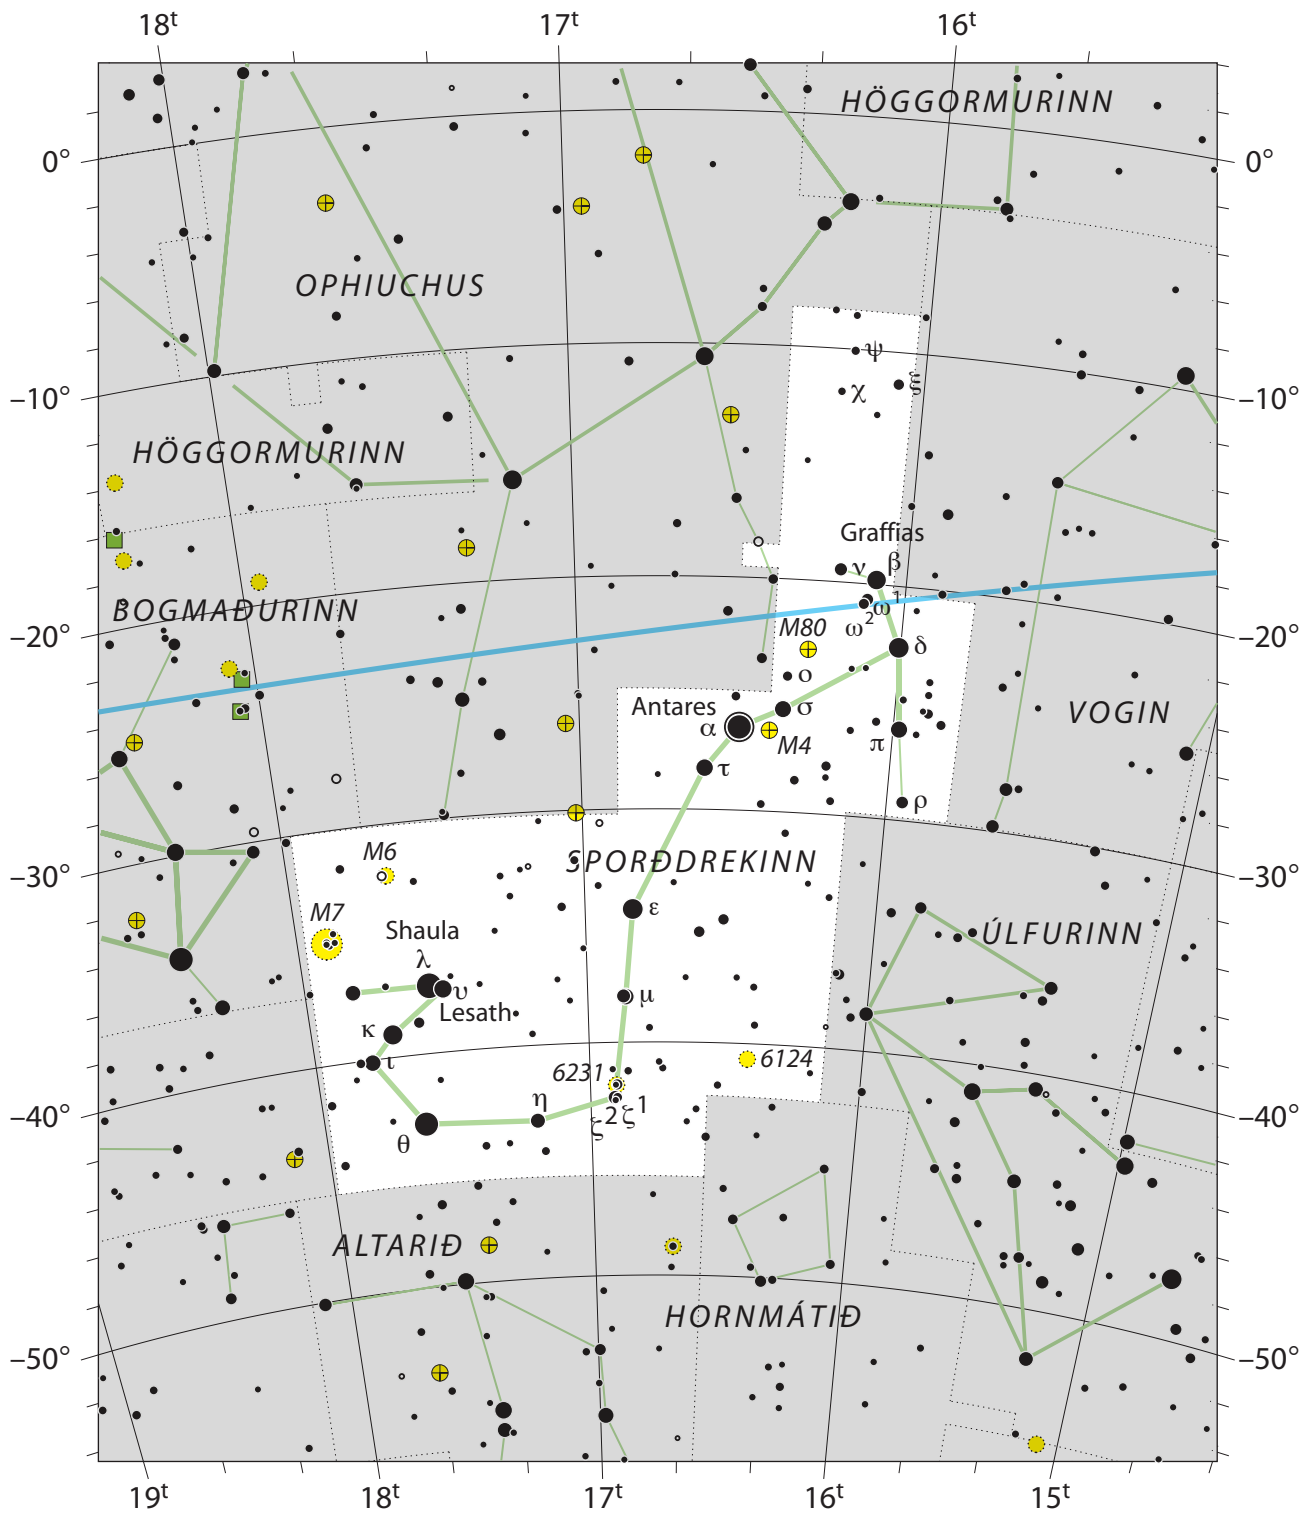 18ᵗ 17ᵗ 16ᵗ
HÖGGORMURINN
0° 0°
OPHIUCHUS
ψ
ξ
χ
–10° –10°
HÖGGORMURINN
Graffias
ν β
BOGMAÐURINN
ω² ω¹
M80
–20° –20°
δ
ο
Antares
σ
α
VOGIN
M4
π
τ
ρ
M6
SPORÐDREKINN
–30° –30°
M7
ε
Shaula
ÚLFURINN
λ
υ
μ
Lesath
κ
ι
6231
6124
η
ζ² ζ¹
–40° –40°
θ
ALTARIÐ
HORNMÁTIÐ
–50° –50°
19ᵗ 18ᵗ 17ᵗ 16ᵗ 15ᵗ